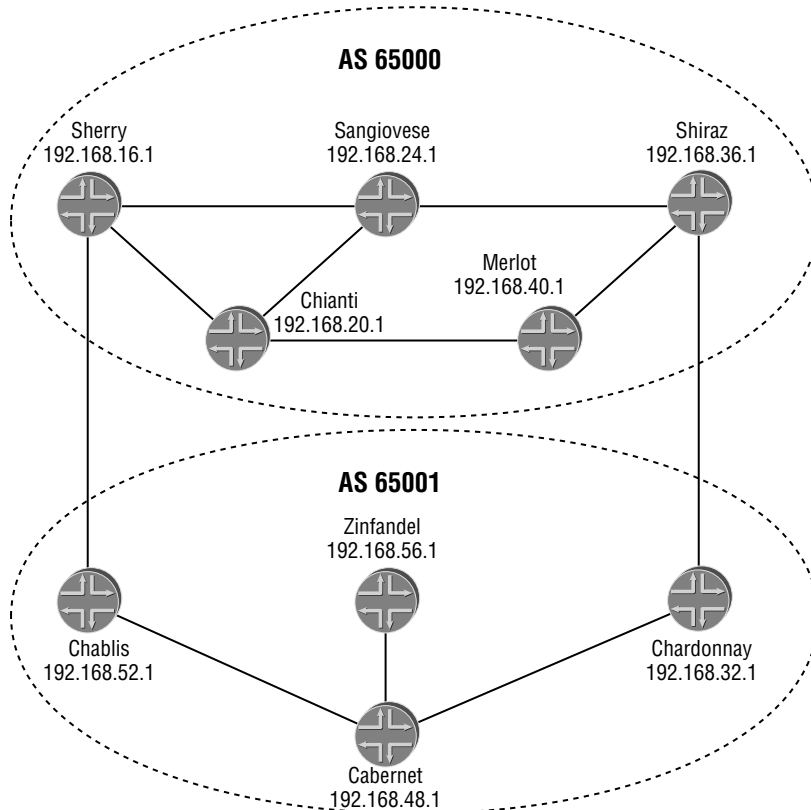 AS 65000
Sherry
192.168.16.1
Sangiovese
192.168.24.1
Shiraz
192.168.36.1
Merlot
192.168.40.1
Chianti
192.168.20.1
AS 65001
Zinfandel
192.168.56.1
Chablis
192.168.52.1
Chardonnay
192.168.32.1
Cabernet
192.168.48.1